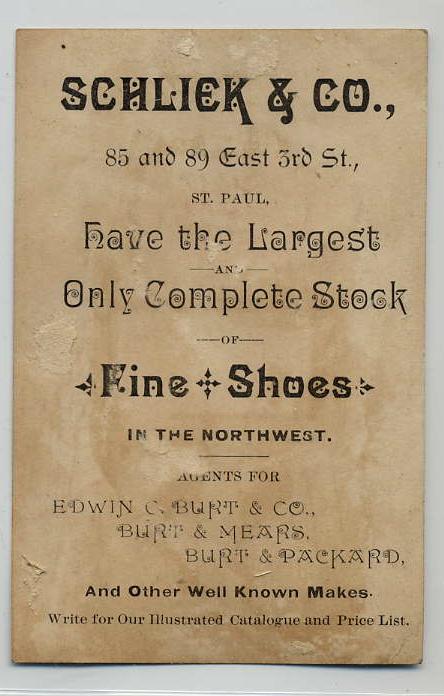 SCHLIEK & CO.,
85 and 89 East 3rd St.,
ST. PAUL,
Have the Largest
AND
Only Complete Stock
OF
Fine Shoes
IN THE NORTHWEST.
AGENTS FOR
EDWIN C. BURT & CO.,
BURT & MEARS,
BURT & PACKARD,
And Other Well Known Makes.
Write for Our Illustrated Catalogue and Price List.